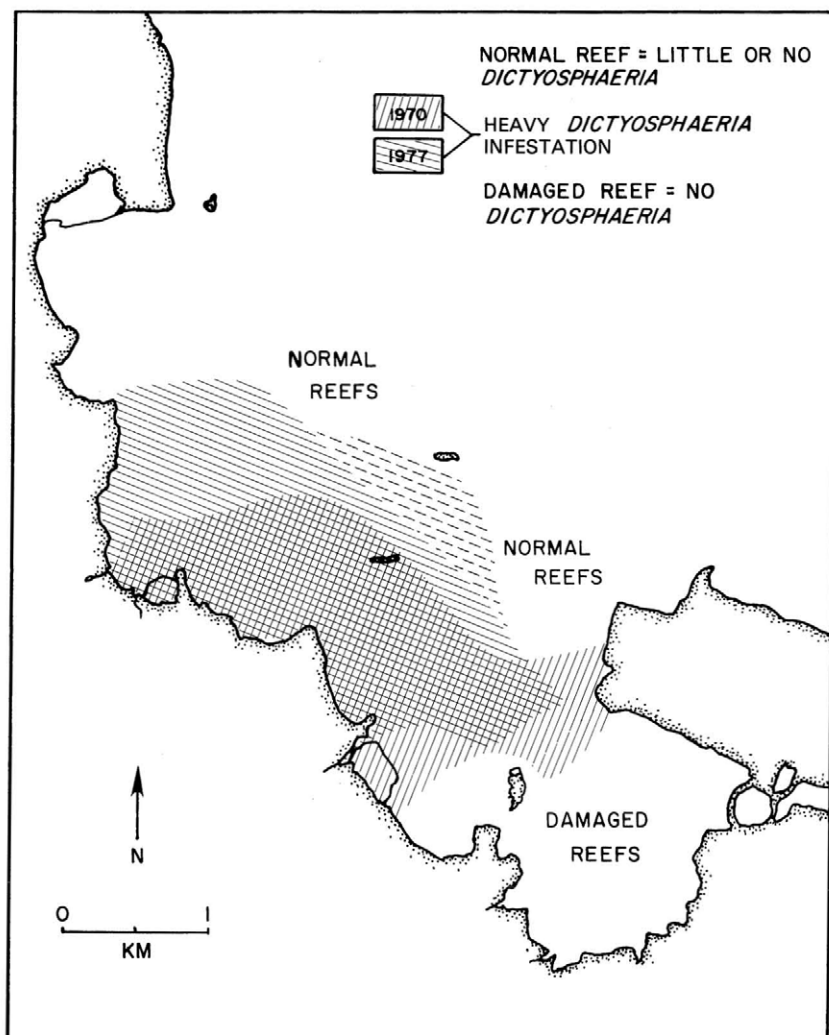 NORMAL REEF = LITTLE OR NO
DICTYOSPHAERIA
1970
1977
HEAVY DICTYOSPHAERIA
INFESTATION
DAMAGED REEF = NO
DICTYOSPHAERIA
NORMAL
REEFS
NORMAL
REEFS
DAMAGED
REEFS
N
0 1
KM